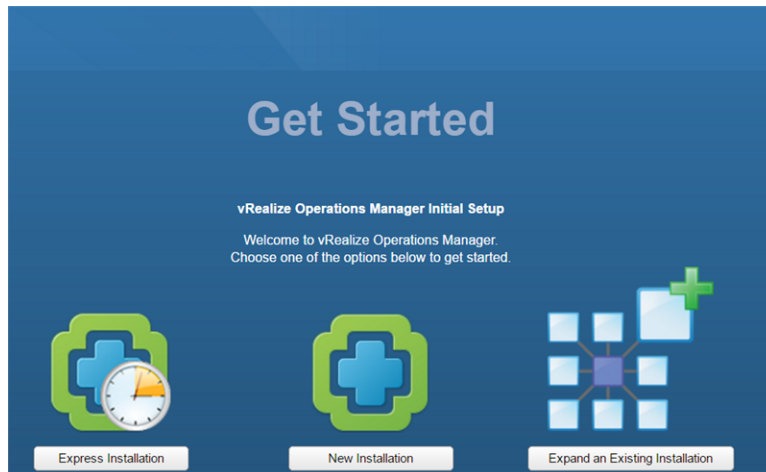 Get Started
vRealize Operations Manager Initial Setup
Welcome to vRealize Operations Manager.
Choose one of the options below to get started.
Express Installation
New Installation
Expand an Existing Installation